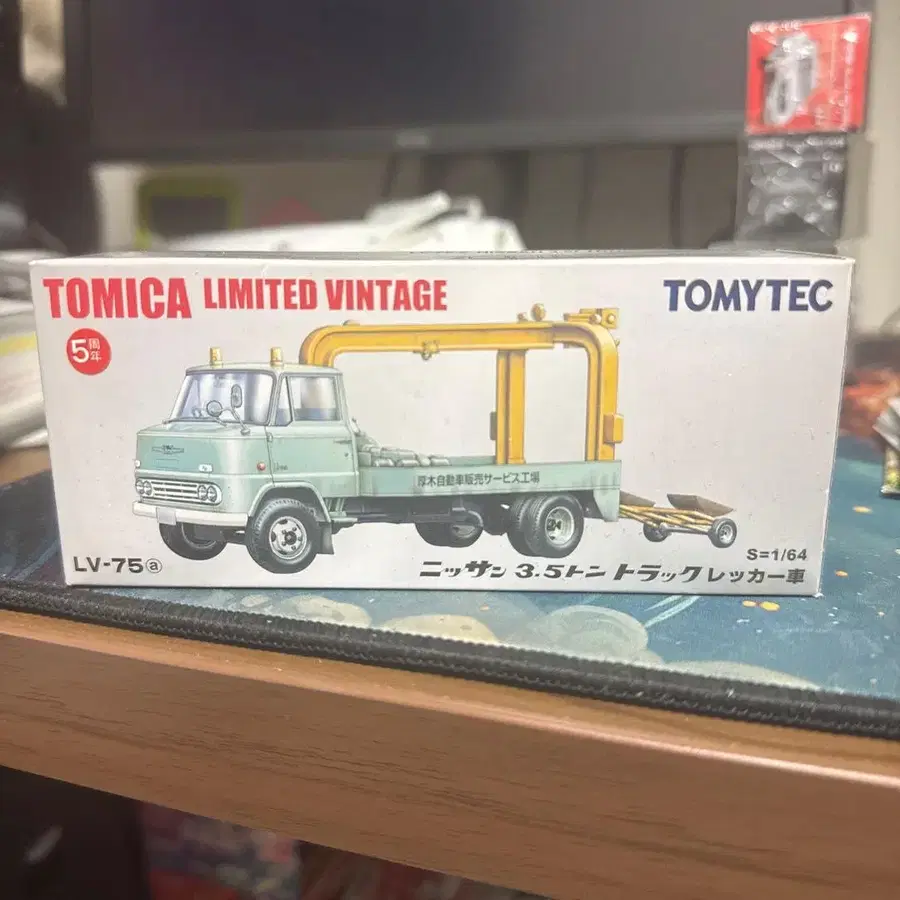 TOMICA LIMITED VINTAGE
TOMYTEC
5周年
厚木自動車販売サービス工場
S=1/64
LV-75ⓐ
ニッサン 3.5トン トラックレッカー車